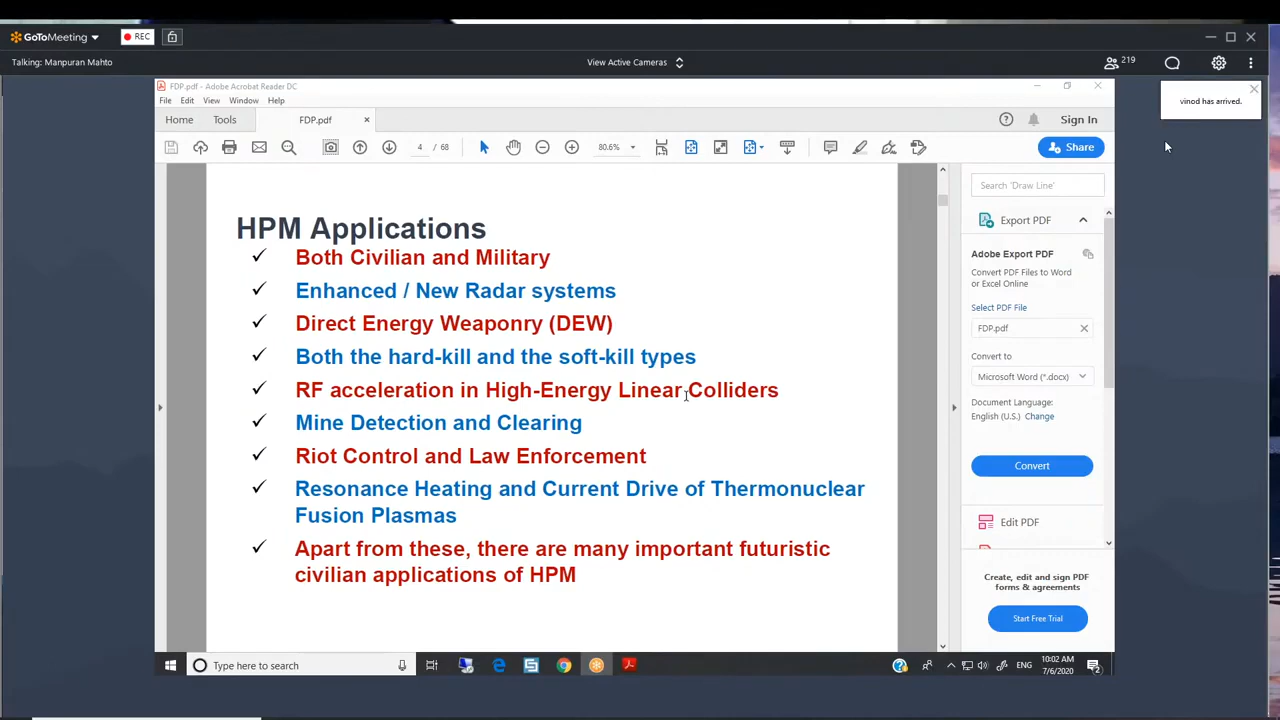 GoToMeeting
REC
Talking: Manpuran Mahto
View Active Cameras
219
vinod has arrived.
FDP.pdf - Adobe Acrobat Reader DC
File Edit View Window Help
Home Tools FDP.pdf
Sign In
4 / 68
80.6%
Share
HPM Applications
Both Civilian and Military
Enhanced / New Radar systems
Direct Energy Weaponry (DEW)
Both the hard-kill and the soft-kill types
RF acceleration in High-Energy Linear Colliders
Mine Detection and Clearing
Riot Control and Law Enforcement
Resonance Heating and Current Drive of Thermonuclear
Fusion Plasmas
Apart from these, there are many important futuristic
civilian applications of HPM
Search 'Draw Line'
Export PDF
Adobe Export PDF
Convert PDF Files to Word
or Excel Online
Select PDF File
FDP.pdf
Convert to
Microsoft Word (*.docx)
Document Language:
English (U.S.) Change
Convert
Edit PDF
Create, edit and sign PDF
forms & agreements
Start Free Trial
Type here to search
ENG
10:02 AM
7/6/2020
2